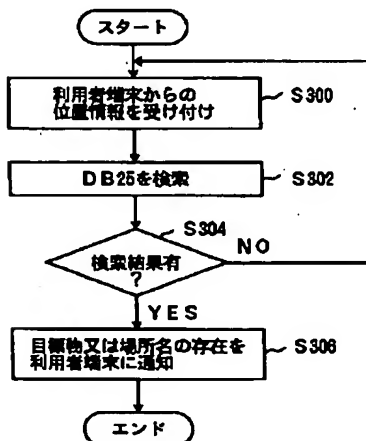 スタート
利用者端末からの
位置情報を受け付け
S300
DB25を検索
S302
S304
検索結果有
?
NO
YES
目標物又は場所名の存在を
利用者端末に通知
S306
エンド